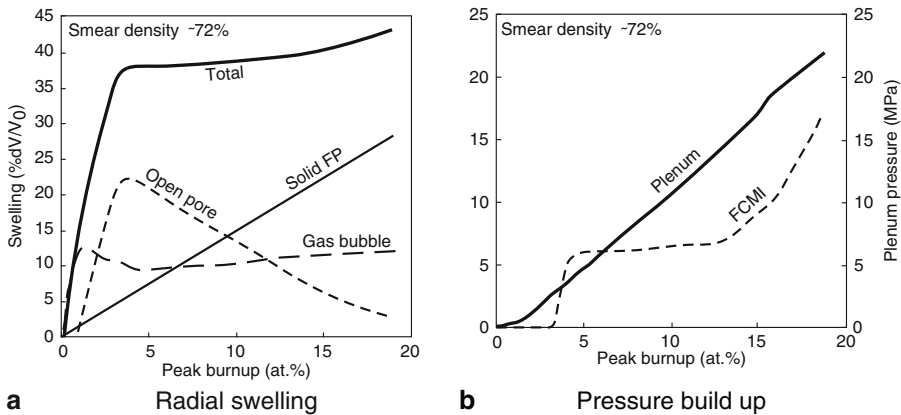 Smear density ~72%
Total
Solid FP
Open pore
Gas bubble
Swelling (%dV/V0)
45
40
35
30
25
20
15
10
5
0
0 5 10 15 20
Peak burnup (at.%)
a Radial swelling
Smear density ~72%
Plenum
FCMI
25
20
15
10
5
0
25
20
15
10
5
0
Plenum pressure (MPa)
0 5 10 15 20
Peak burnup (at.%)
b Pressure build up